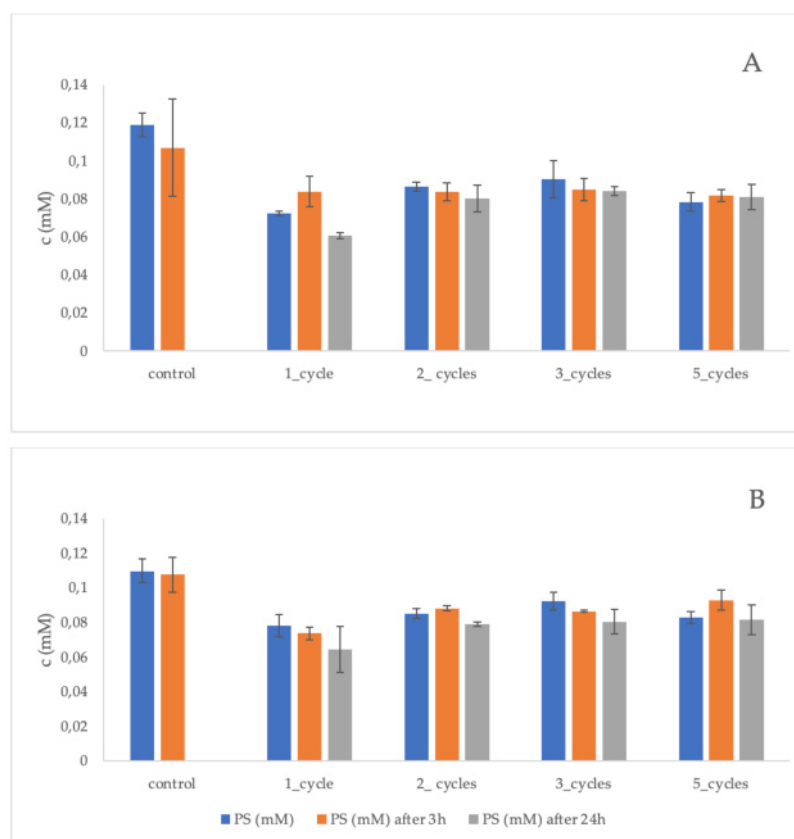 A
0,14
0,12
0,1
0,08
0,06
0,04
0,02
0
c (mM)
control 1_cycle 2_ cycles 3_cycles 5_cycles
B
0,14
0,12
0,1
0,08
0,06
0,04
0,02
0
c (mM)
control 1_cycle 2_ cycles 3_cycles 5_cycles
PS (mM) PS (mM) after 3h PS (mM) after 24h